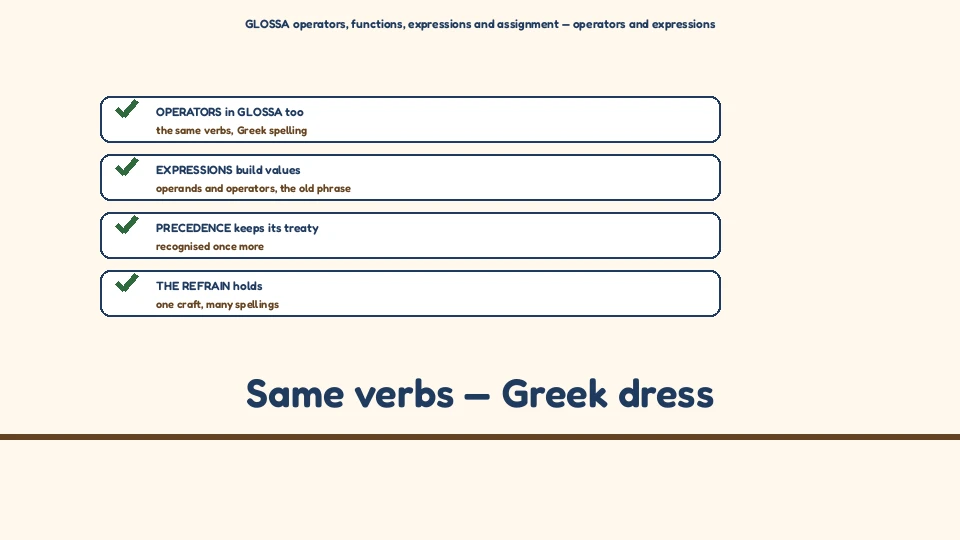 GLOSSA operators, functions, expressions and assignment — operators and expressions
OPERATORS in GLOSSA too
the same verbs, Greek spelling
EXPRESSIONS build values
operands and operators, the old phrase
PRECEDENCE keeps its treaty
recognised once more
THE REFRAIN holds
one craft, many spellings
Same verbs — Greek dress